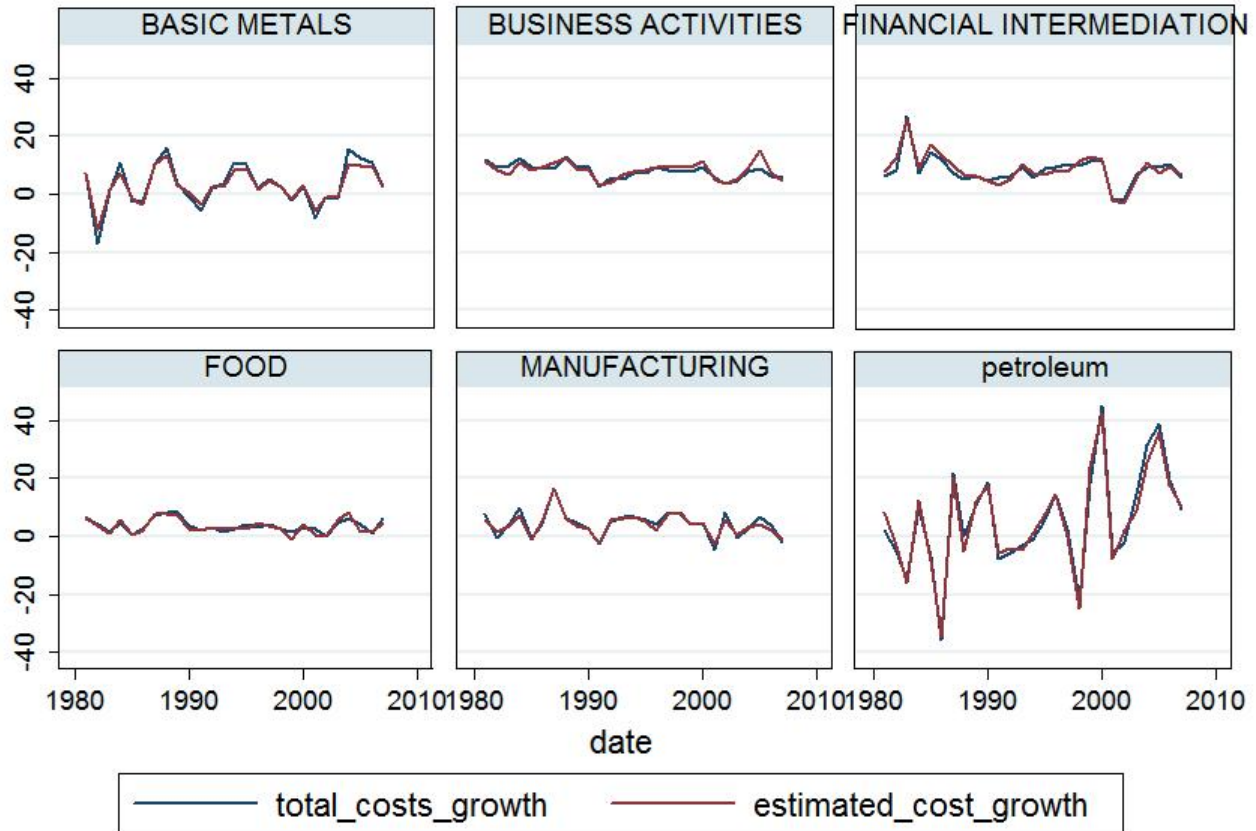 BASIC METALS
BUSINESS ACTIVITIES
FINANCIAL INTERMEDIATION
40
20
0
-20
-40
FOOD
MANUFACTURING
petroleum
40
20
0
-20
-40
1980 1990 2000 2010
1980 1990 2000 2010
1980 1990 2000 2010
date
total_costs_growth
estimated_cost_growth